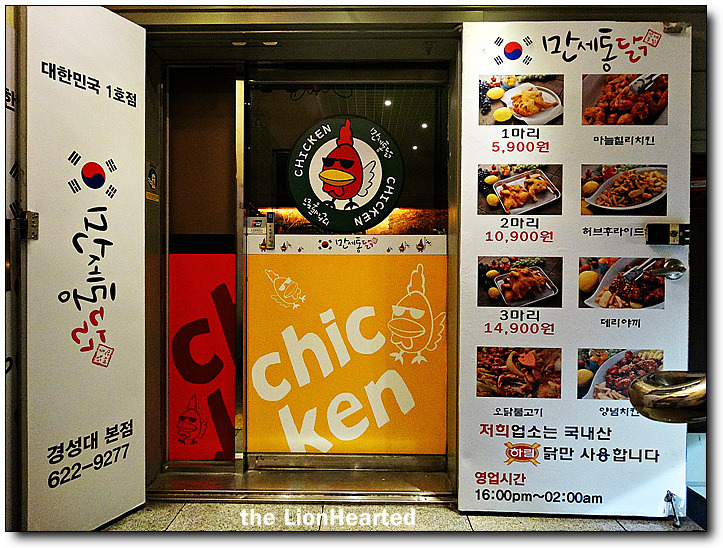 대한민국 1호점
만세통닭
경성대 본점
622-9277
CHICKEN
CHICKEN
만세통닭
만세통닭
chic
ken
ch
만세통닭
1마리
5,900원
마늘칠리치킨
2마리
10,900원
허브후라이드
3마리
14,900원
데리야끼
오닭불고기
양념치킨
저희업소는 국내산
하림 닭만 사용합니다
영업시간
16:00pm~02:00am
the LionHearted